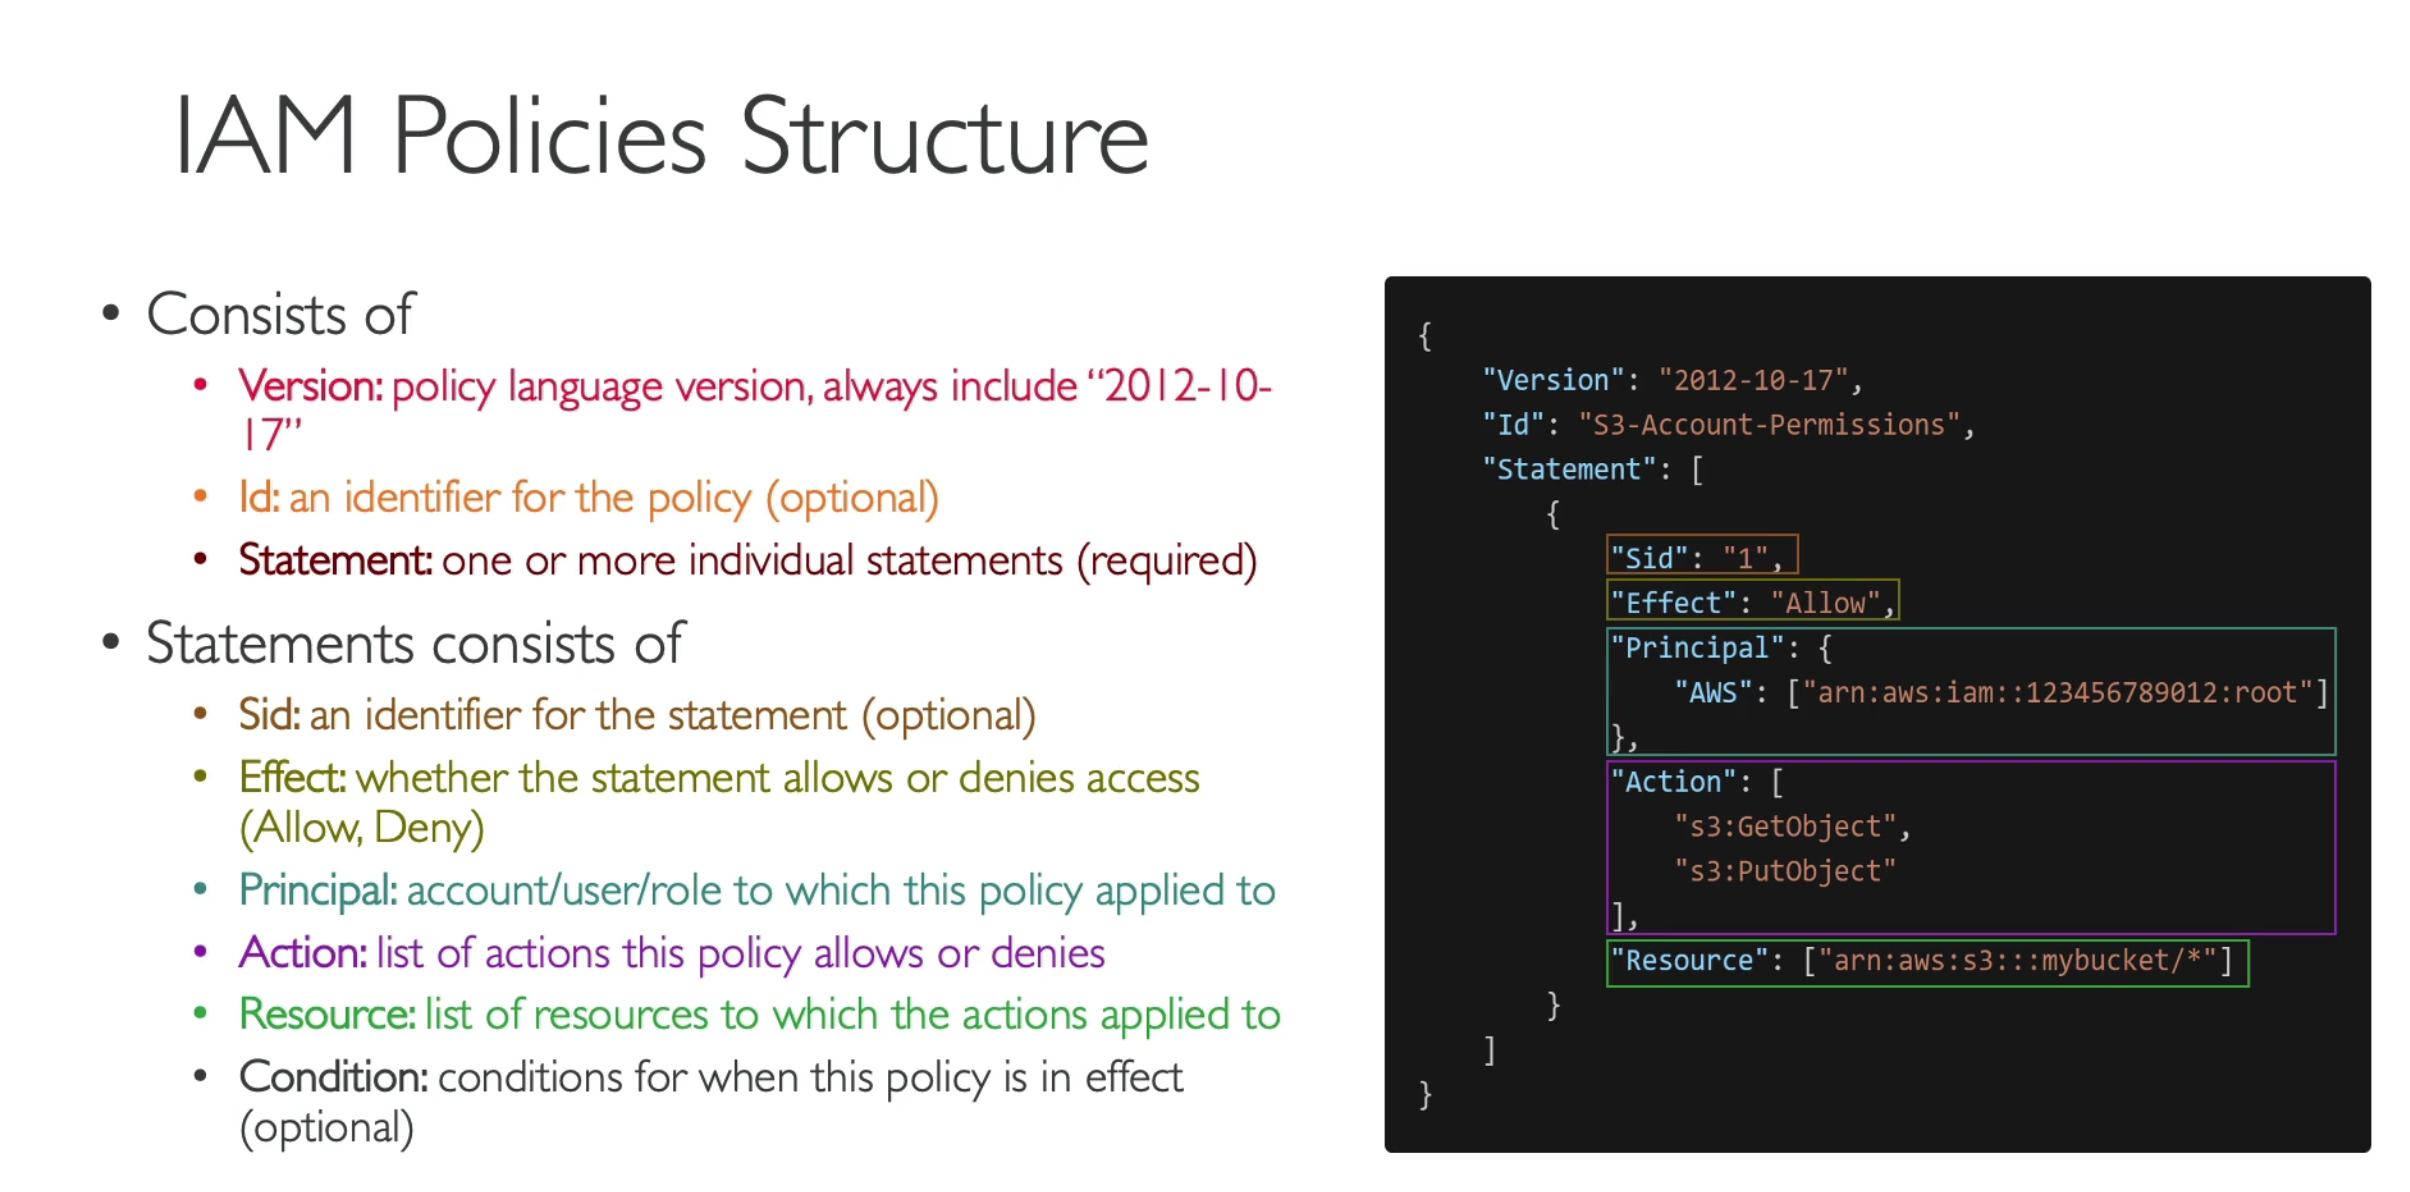 IAM Policies Structure
• Consists of
• Version: policy language version, always include “2012-10-
17”
• Id: an identifier for the policy (optional)
• Statement: one or more individual statements (required)
• Statements consists of
• Sid: an identifier for the statement (optional)
• Effect: whether the statement allows or denies access
(Allow, Deny)
• Principal: account/user/role to which this policy applied to
• Action: list of actions this policy allows or denies
• Resource: list of resources to which the actions applied to
• Condition: conditions for when this policy is in effect
(optional)
{
    "Version": "2012-10-17",
    "Id": "S3-Account-Permissions",
    "Statement": [
        {
            "Sid": "1",
            "Effect": "Allow",
            "Principal": {
                "AWS": ["arn:aws:iam::123456789012:root"]
            },
            "Action": [
                "s3:GetObject",
                "s3:PutObject"
            ],
            "Resource": ["arn:aws:s3:::mybucket/*"]
        }
    ]
}